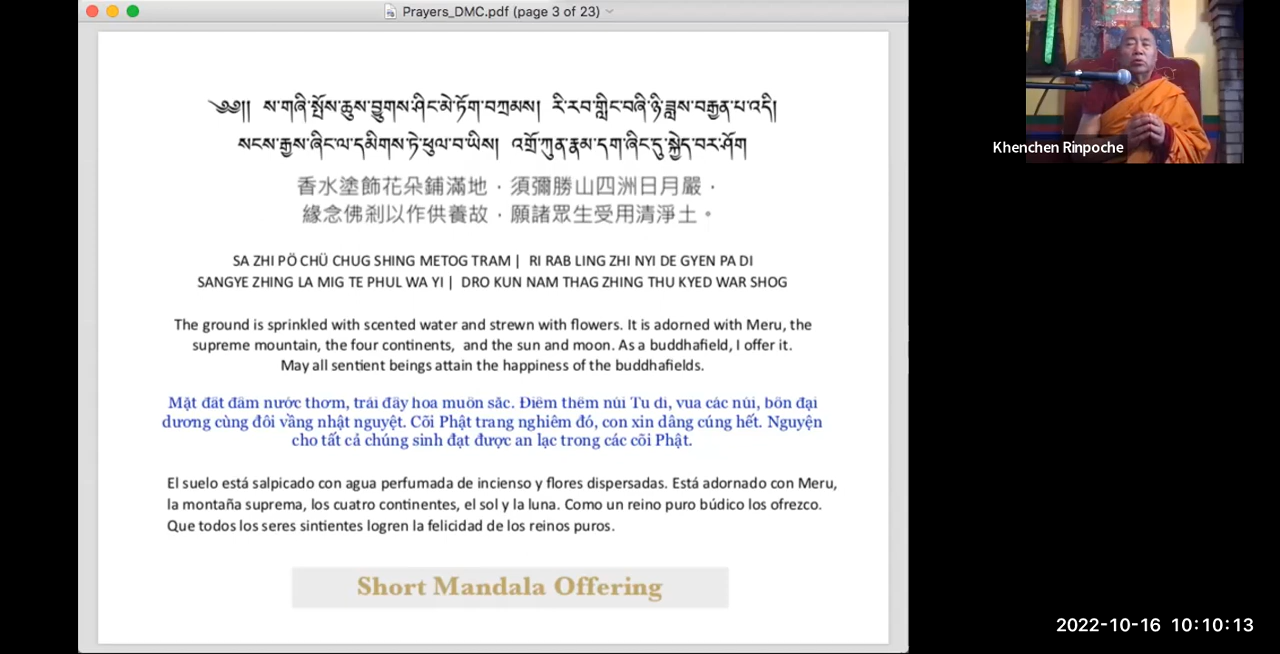 Prayers_DMC.pdf (page 3 of 23)
༄༅།། ས་གཞི་སྤོས་ཆུས་བྱུགས་ཤིང་མེ་ཏོག་བཀྲམས། རི་རབ་གླིང་བཞི་ཉི་ཟླས་བརྒྱན་པ་འདི།
སངས་རྒྱས་ཞིང་ལ་དམིགས་ཏེ་ཕུལ་བ་ཡིས། འགྲོ་ཀུན་རྣམ་དག་ཞིང་དུ་སྐྱེད་བར་ཤོག
香水塗飾花朵鋪滿地，須彌勝山四洲日月嚴，
緣念佛剎以作供養故，願諸眾生受用清淨土。
SA ZHI PÖ CHÜ CHUG SHING METOG TRAM | RI RAB LING ZHI NYI DE GYEN PA DI
SANGYE ZHING LA MIG TE PHUL WA YI | DRO KUN NAM THAG ZHING THU KYED WAR SHOG
The ground is sprinkled with scented water and strewn with flowers. It is adorned with Meru, the
supreme mountain, the four continents, and the sun and moon. As a buddhafield, I offer it.
May all sentient beings attain the happiness of the buddhafields.
Mặt đất đẫm nước thơm, trải đầy hoa muôn sắc. Điểm thêm núi Tu di, vua các núi, bốn đại
dương cùng đôi vầng nhật nguyệt. Cõi Phật trang nghiêm đó, con xin dâng cúng hết. Nguyện
cho tất cả chúng sinh đạt được an lạc trong các cõi Phật.
El suelo está salpicado con agua perfumada de incienso y flores dispersadas. Está adornado con Meru,
la montaña suprema, los cuatro continentes, el sol y la luna. Como un reino puro búdico los ofrezco.
Que todos los seres sintientes logren la felicidad de los reinos puros.
Short Mandala Offering
Khenchen Rinpoche
2022-10-16 10:10:13